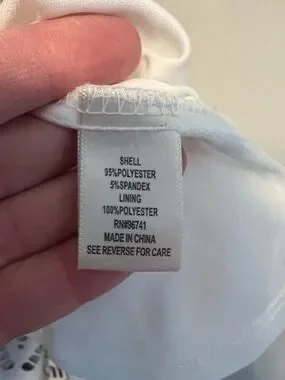 SHELL
95%POLYESTER
5%SPANDEX
LINING
100%POLYESTER
RN#96741
MADE IN CHINA
SEE REVERSE FOR CARE